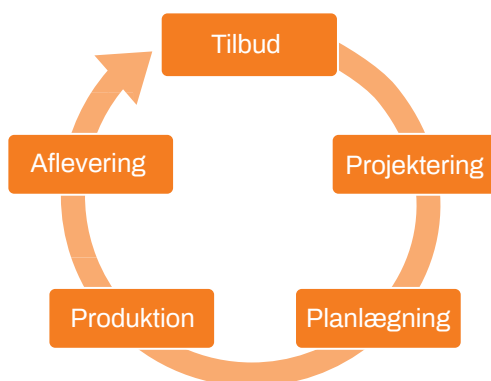 Tilbud
Projektering
Planlægning
Produktion
Aflevering